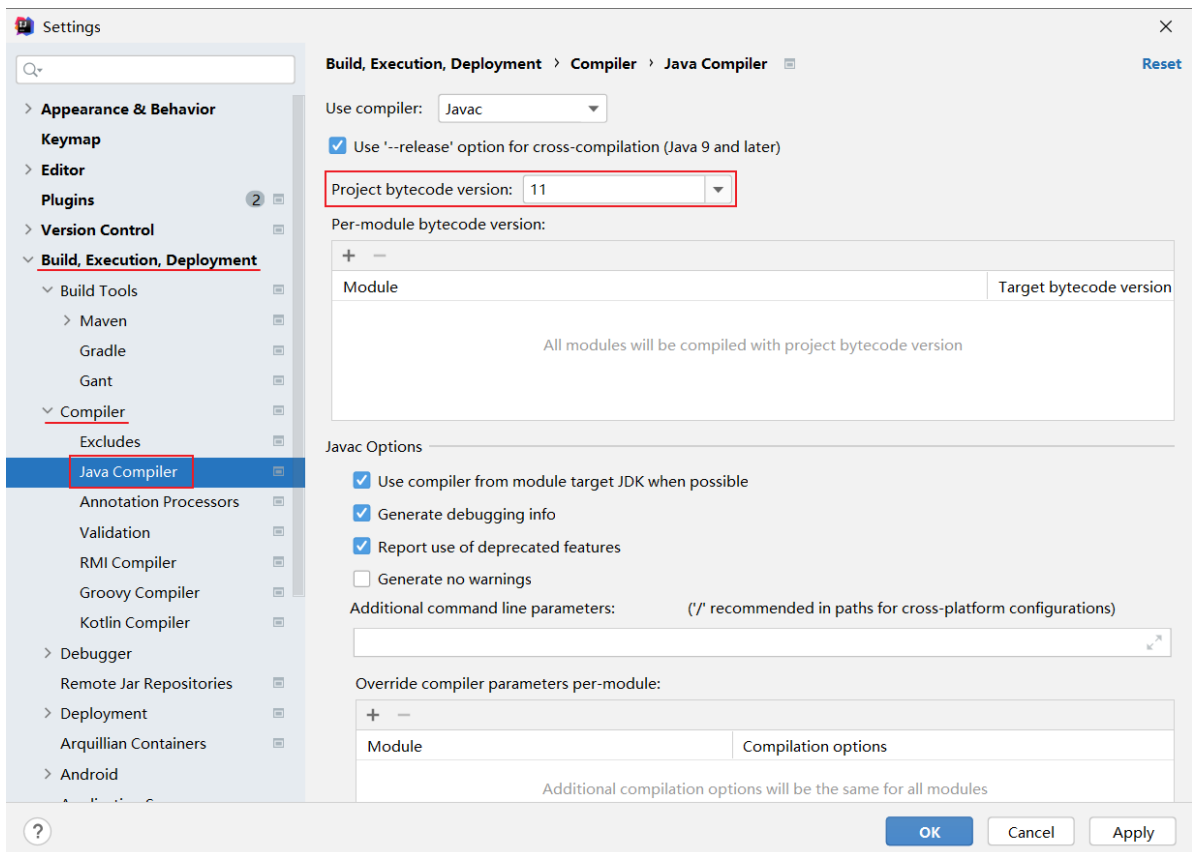 Settings
Appearance & Behavior
Keymap
Editor
Plugins 2
Version Control
Build, Execution, Deployment
Build Tools
Maven
Gradle
Gant
Compiler
Excludes
Java Compiler
Annotation Processors
Validation
RMI Compiler
Groovy Compiler
Kotlin Compiler
Debugger
Remote Jar Repositories
Deployment
Arquillian Containers
Android
Build, Execution, Deployment › Compiler › Java Compiler
Reset
Use compiler: Javac
Use '--release' option for cross-compilation (Java 9 and later)
Project bytecode version: 11
Per-module bytecode version:
+ −
Module Target bytecode version
All modules will be compiled with project bytecode version
Javac Options
Use compiler from module target JDK when possible
Generate debugging info
Report use of deprecated features
Generate no warnings
Additional command line parameters: ('/' recommended in paths for cross-platform configurations)
Override compiler parameters per-module:
+ −
Module Compilation options
Additional compilation options will be the same for all modules
? OK Cancel Apply